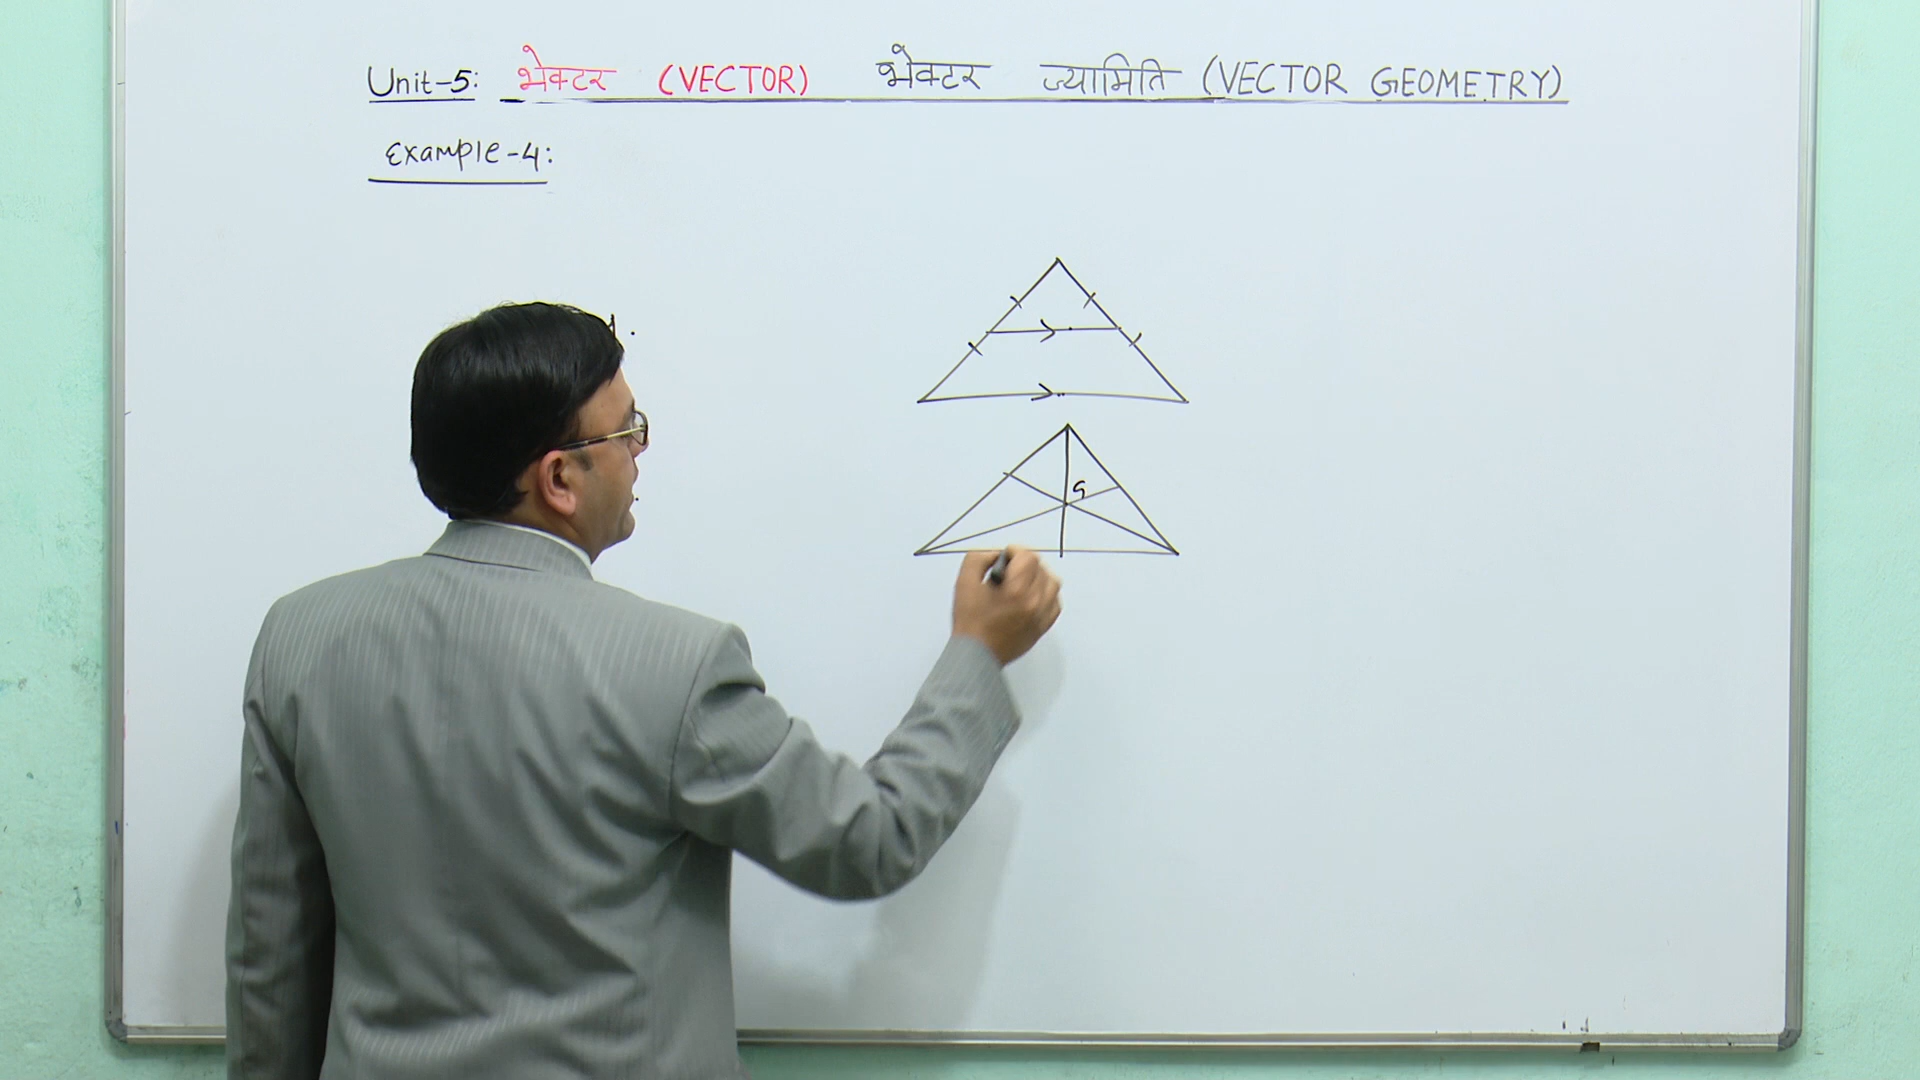 Unit-5: भेक्टर (VECTOR) भेक्टर ज्यामिति (VECTOR GEOMETRY)
Example-4:
G